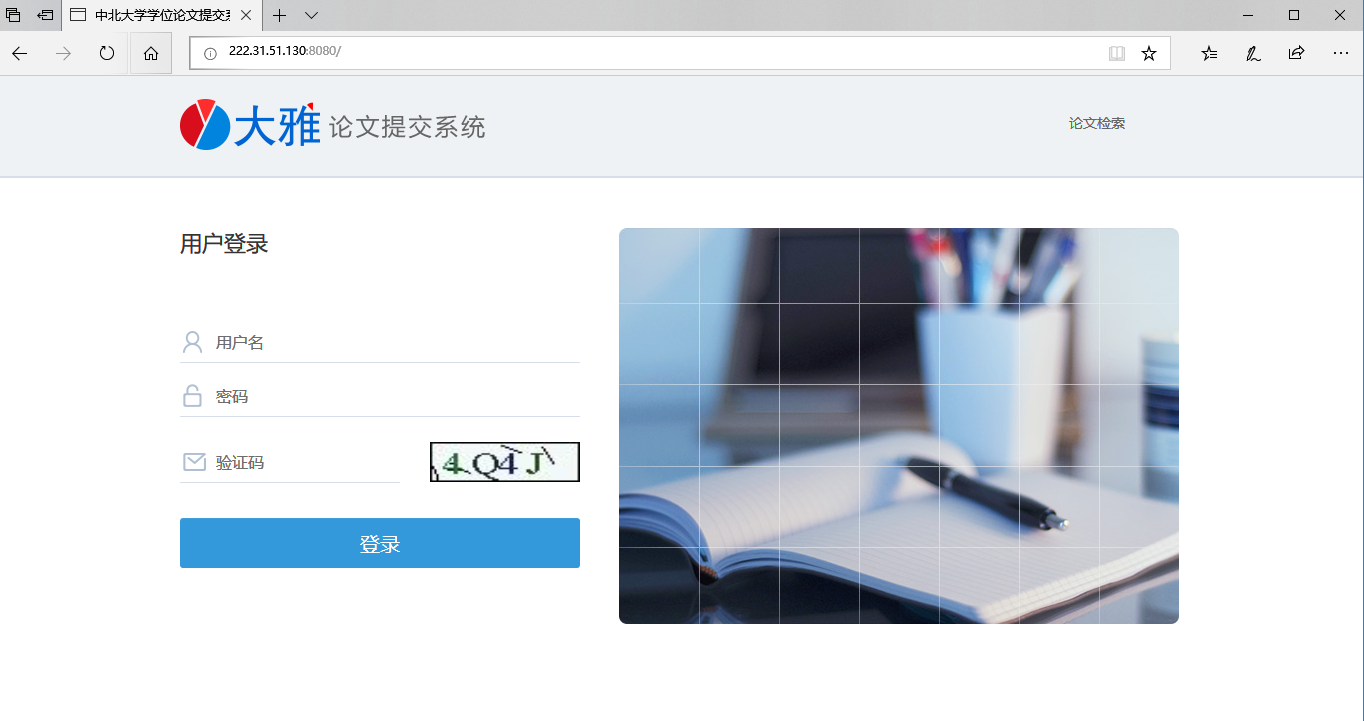 中北大学学位论文提交系
222.31.51.130:8080/
大雅 论文提交系统
论文检索
用户登录
用户名
密码
验证码
4Q4J
登录